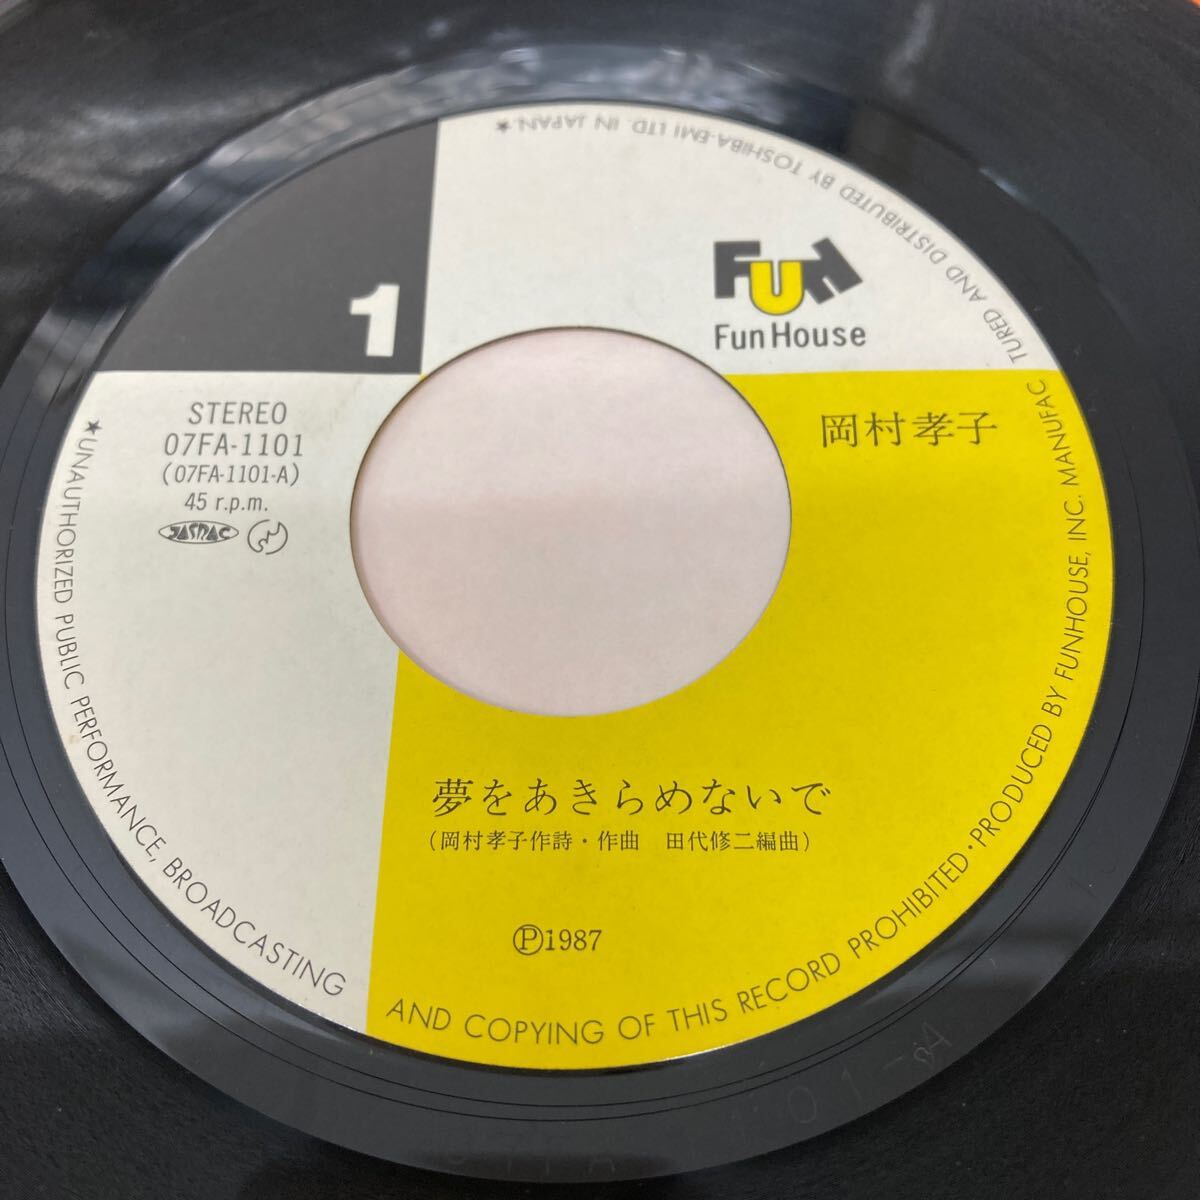 1
FUN
Fun House
STEREO
07FA-1101
(07FA-1101-A)
45 r.p.m.
JASRAC
岡村孝子
夢をあきらめないで
(岡村孝子作詩・作曲 田代修二編曲)
Ⓟ1987
★UNAUTHORIZED PUBLIC PERFORMANCE, BROADCASTING AND COPYING OF THIS RECORD PROHIBITED・PRODUCED BY FUNHOUSE, INC. MANUFACTURED AND DISTRIBUTED BY TOSHIBA-EMI LTD. IN JAPAN.★